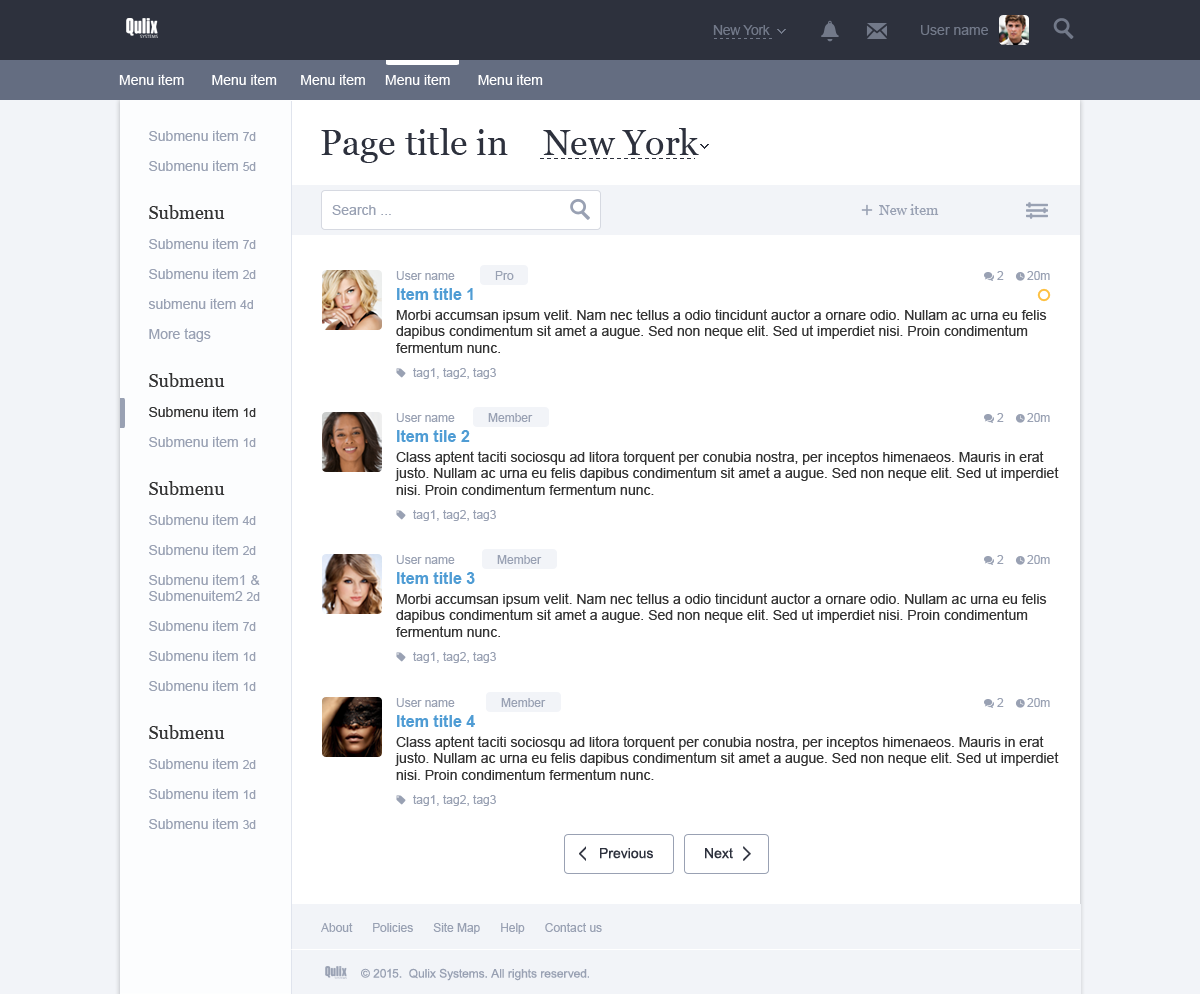 Qulix
SYSTEMS
New York
User name
Menu item Menu item Menu item Menu item Menu item
Submenu item 7d
Submenu item 5d
Submenu
Submenu item 7d
Submenu item 2d
submenu item 4d
More tags
Submenu
Submenu item 1d
Submenu item 1d
Submenu
Submenu item 4d
Submenu item 2d
Submenu item1 &
Submenuitem2 2d
Submenu item 7d
Submenu item 1d
Submenu item 1d
Submenu
Submenu item 2d
Submenu item 1d
Submenu item 3d
Page title in New York
Search ...
+ New item
User name Pro 2 20m
Item title 1
Morbi accumsan ipsum velit. Nam nec tellus a odio tincidunt auctor a ornare odio. Nullam ac urna eu felis
dapibus condimentum sit amet a augue. Sed non neque elit. Sed ut imperdiet nisi. Proin condimentum
fermentum nunc.
tag1, tag2, tag3
User name Member 2 20m
Item tile 2
Class aptent taciti sociosqu ad litora torquent per conubia nostra, per inceptos himenaeos. Mauris in erat
justo. Nullam ac urna eu felis dapibus condimentum sit amet a augue. Sed non neque elit. Sed ut imperdiet
nisi. Proin condimentum fermentum nunc.
tag1, tag2, tag3
User name Member 2 20m
Item title 3
Morbi accumsan ipsum velit. Nam nec tellus a odio tincidunt auctor a ornare odio. Nullam ac urna eu felis
dapibus condimentum sit amet a augue. Sed non neque elit. Sed ut imperdiet nisi. Proin condimentum
fermentum nunc.
tag1, tag2, tag3
User name Member 2 20m
Item title 4
Class aptent taciti sociosqu ad litora torquent per conubia nostra, per inceptos himenaeos. Mauris in erat
justo. Nullam ac urna eu felis dapibus condimentum sit amet a augue. Sed non neque elit. Sed ut imperdiet
nisi. Proin condimentum fermentum nunc.
tag1, tag2, tag3
Previous Next
About Policies Site Map Help Contact us
Qulix © 2015. Qulix Systems. All rights reserved.